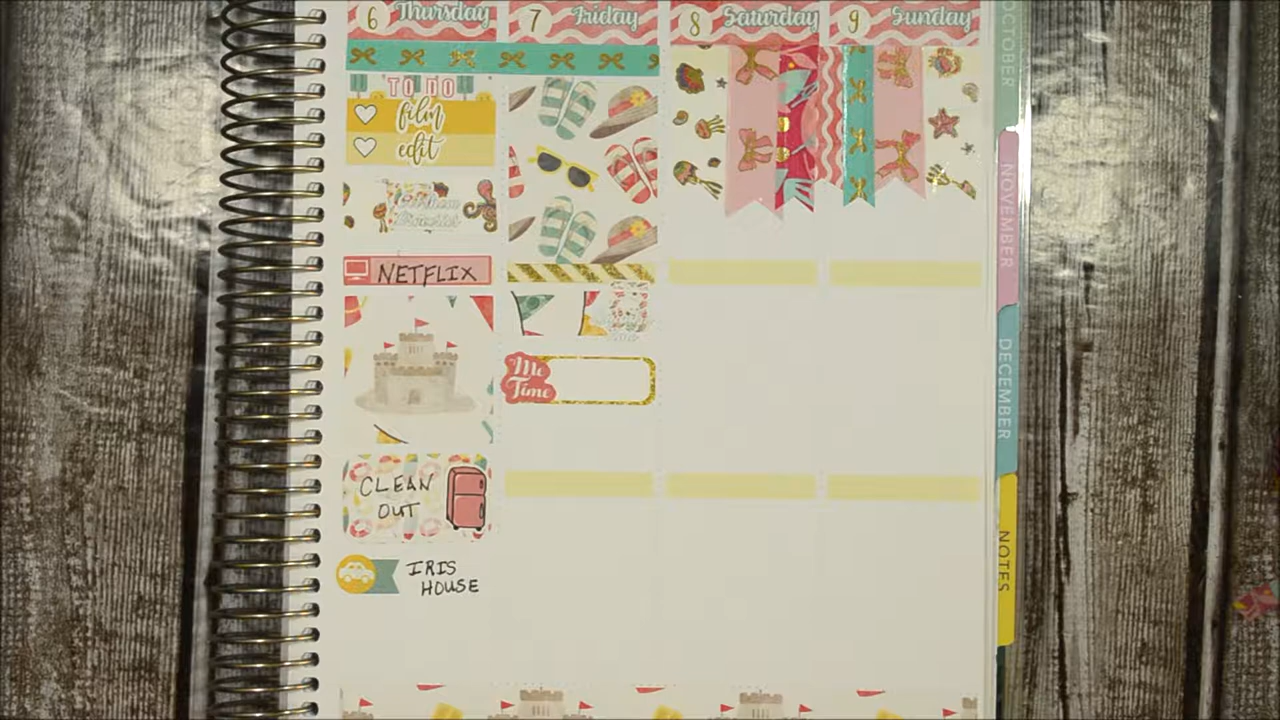 6 Thursday
7 Friday
8 Saturday
9 Sunday
TO DO
film
edit
NETFLIX
Me
Time
CLEAN
OUT
IRIS
HOUSE
OCTOBER
NOVEMBER
DECEMBER
NOTES